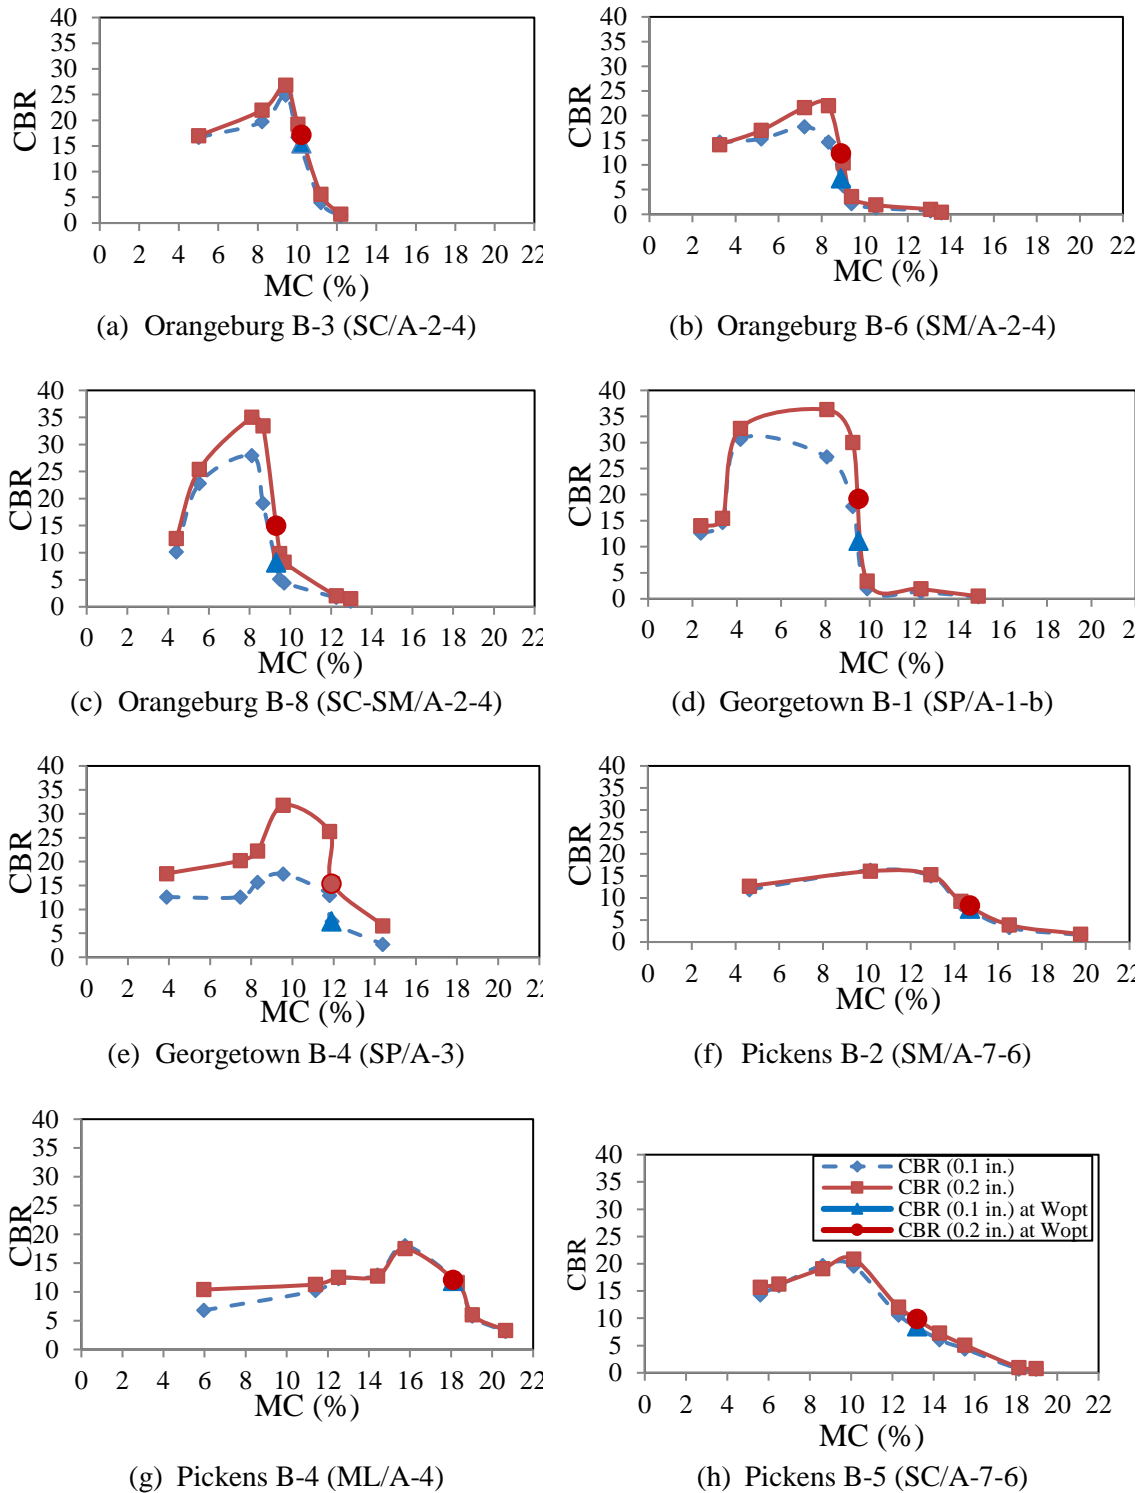 40
35
30
25
20
15
10
5
0
CBR
0 2 4 6 8 10 12 14 16 18 20 22
MC (%)
(a) Orangeburg B-3 (SC/A-2-4)
40
35
30
25
20
15
10
5
0
CBR
0 2 4 6 8 10 12 14 16 18 20 22
MC (%)
(b) Orangeburg B-6 (SM/A-2-4)
40
35
30
25
20
15
10
5
0
CBR
0 2 4 6 8 10 12 14 16 18 20 22
MC (%)
(c) Orangeburg B-8 (SC-SM/A-2-4)
40
35
30
25
20
15
10
5
0
CBR
0 2 4 6 8 10 12 14 16 18 20 22
MC (%)
(d) Georgetown B-1 (SP/A-1-b)
40
35
30
25
20
15
10
5
0
CBR
0 2 4 6 8 10 12 14 16 18 20 22
MC (%)
(e) Georgetown B-4 (SP/A-3)
40
35
30
25
20
15
10
5
0
CBR
0 2 4 6 8 10 12 14 16 18 20 22
MC (%)
(f) Pickens B-2 (SM/A-7-6)
40
35
30
25
20
15
10
5
0
CBR
0 2 4 6 8 10 12 14 16 18 20 22
MC (%)
(g) Pickens B-4 (ML/A-4)
40
35
30
25
20
15
10
5
0
CBR
CBR (0.1 in.)
CBR (0.2 in.)
CBR (0.1 in.) at Wopt
CBR (0.2 in.) at Wopt
0 2 4 6 8 10 12 14 16 18 20 22
MC (%)
(h) Pickens B-5 (SC/A-7-6)